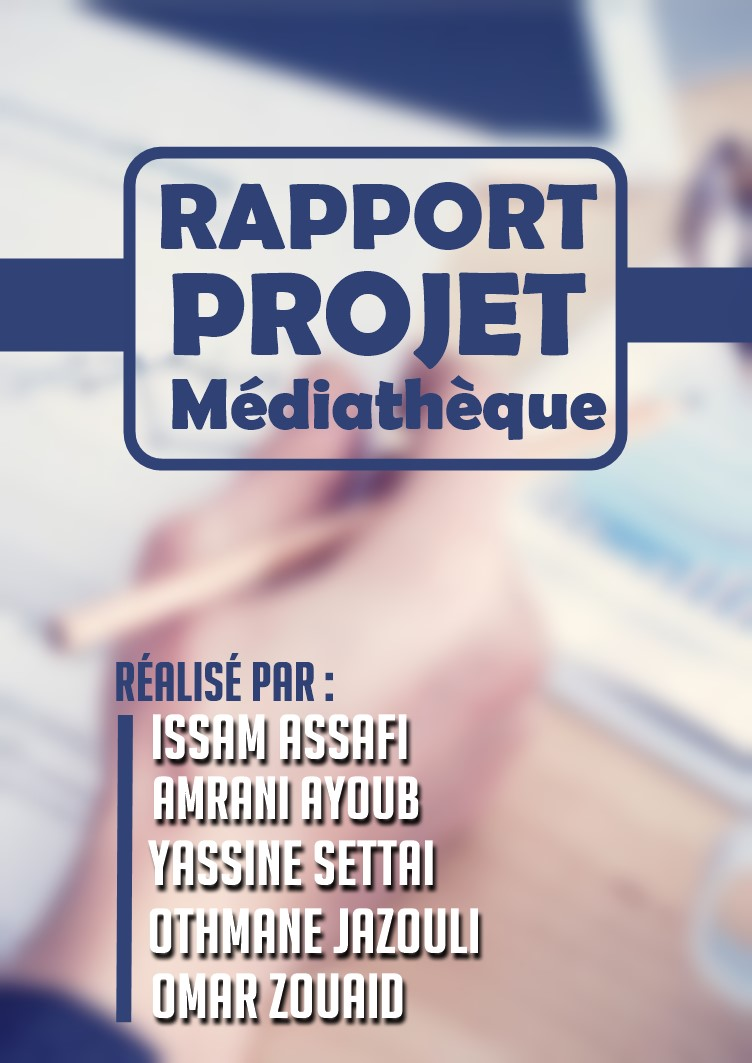 RAPPORT
PROJET
Médiathèque
RÉALISÉ PAR :
ISSAM ASSAFI
AMRANI AYOUB
YASSINE SETTAI
OTHMANE JAZOULI
OMAR ZOUAID